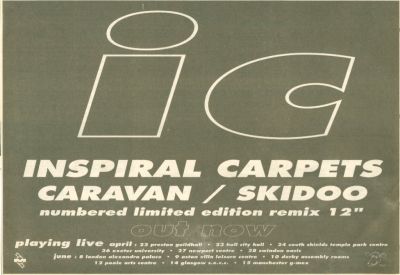 ic
INSPIRAL CARPETS
CARAVAN / SKIDOO
numbered limited edition remix 12"
out now
playing live april : 22 preston guildhall • 23 hull city hall • 24 south shields temple park centre
26 exeter university • 27 newport centre • 28 swindon oasis
june : 8 london alexandra palace • 9 aston villa leisure centre • 10 derby assembly rooms
12 poole arts centre • 14 glasgow s.e.c.c. • 15 manchester g-mex